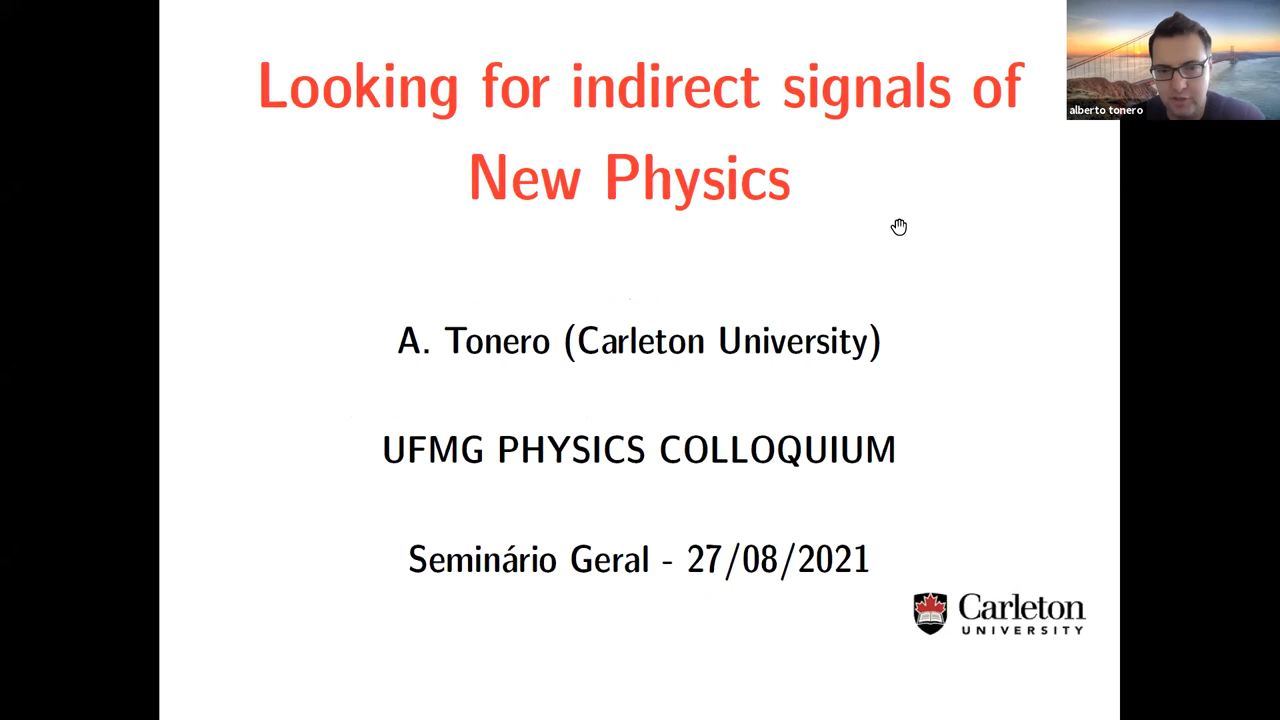 Looking for indirect signals of
New Physics
alberto tonero
A. Tonero (Carleton University)
UFMG PHYSICS COLLOQUIUM
Seminário Geral - 27/08/2021
Carleton
UNIVERSITY